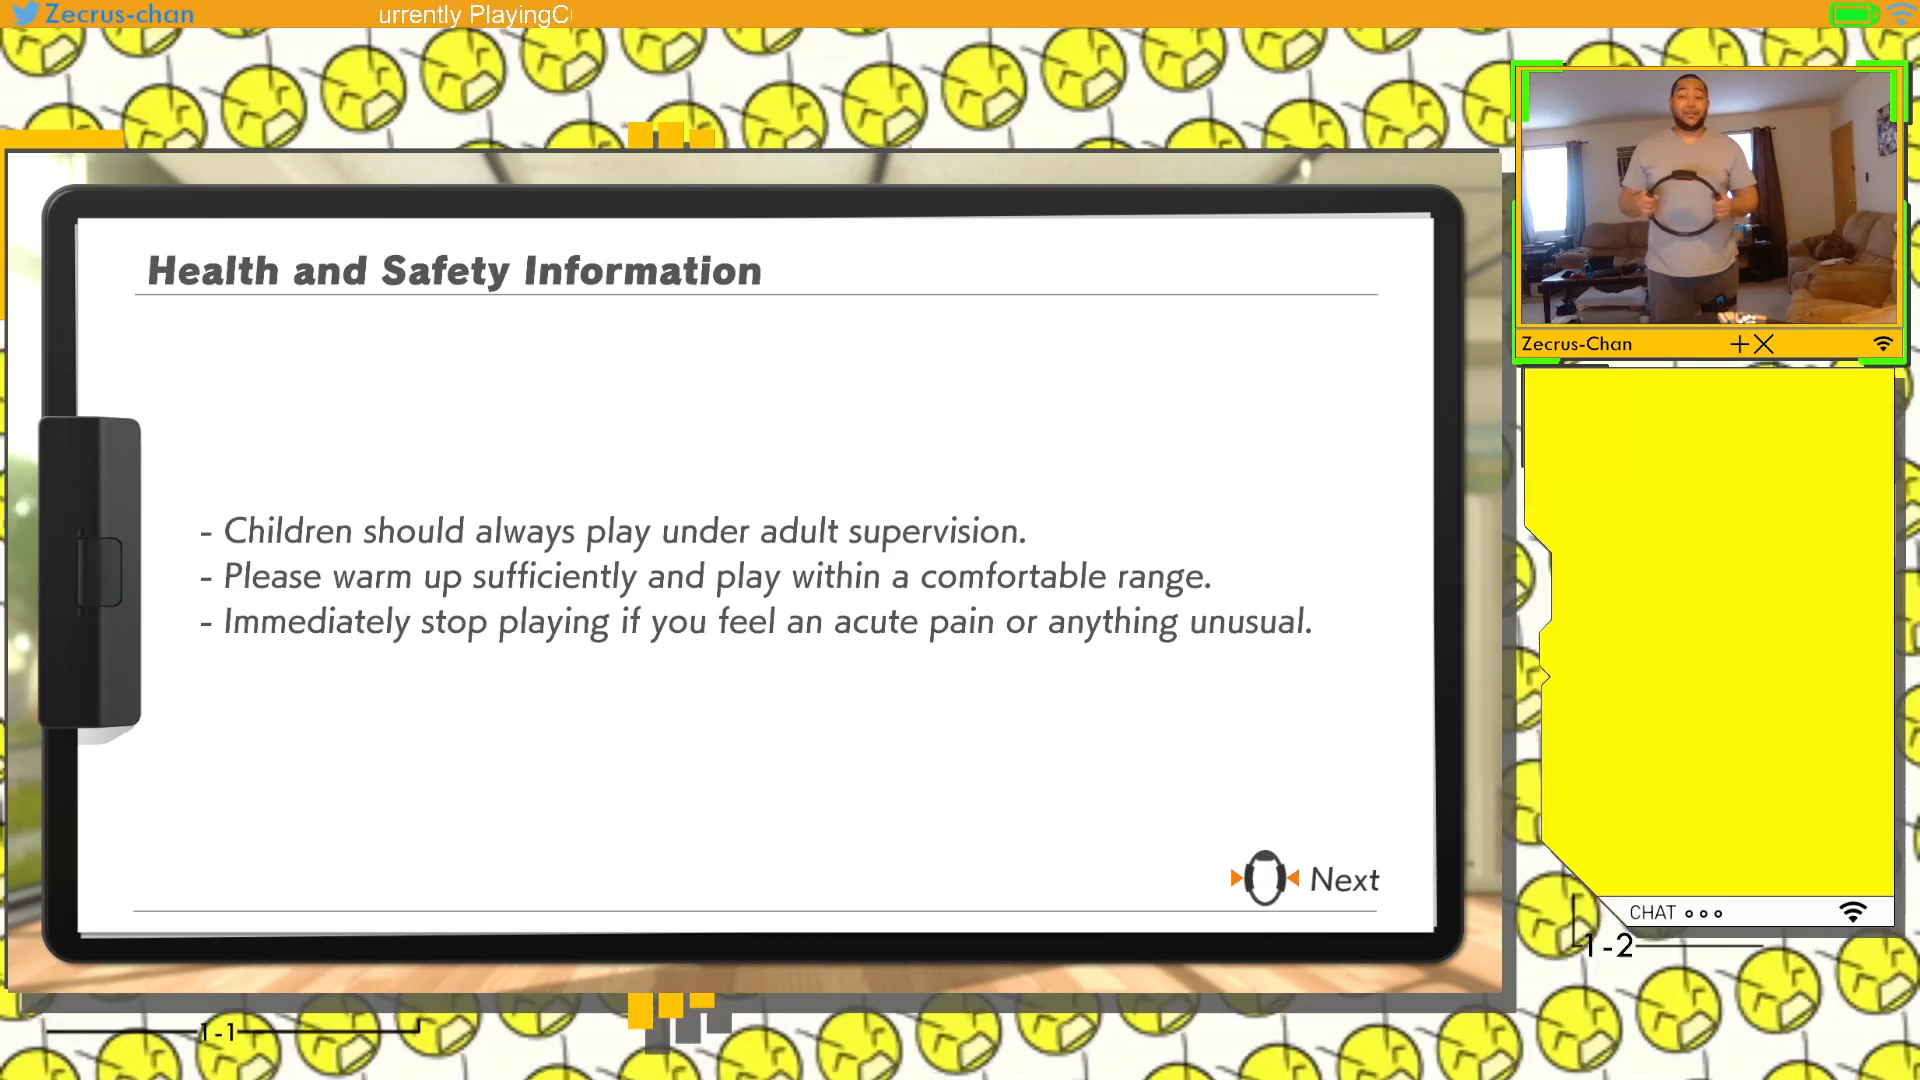 Zecrus-chan
urrently PlayingC
Health and Safety Information
- Children should always play under adult supervision.
- Please warm up sufficiently and play within a comfortable range.
- Immediately stop playing if you feel an acute pain or anything unusual.
Next
Zecrus-Chan
CHAT
1-2
1-1